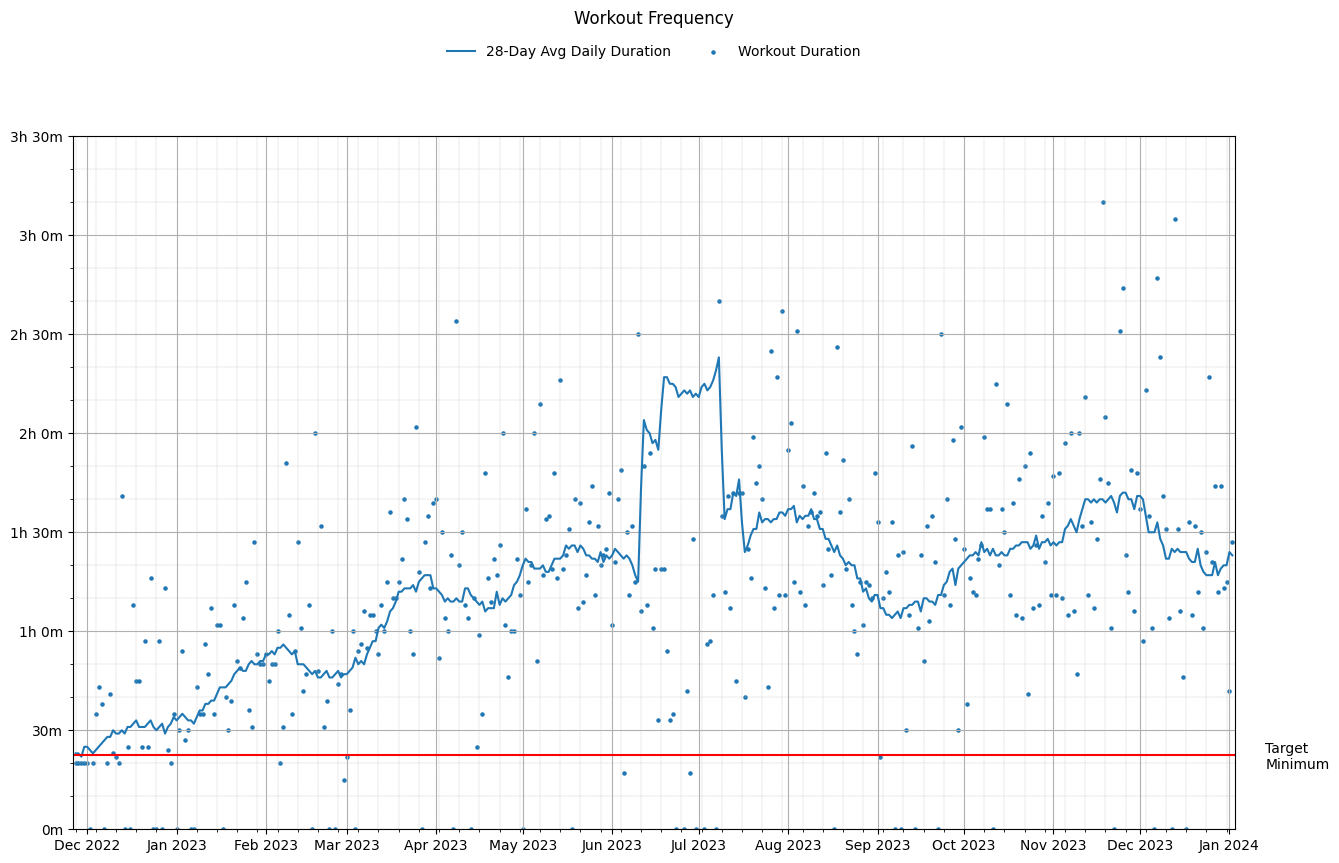 Workout Frequency
28-Day Avg Daily Duration Workout Duration
3h 30m
3h 0m
2h 30m
2h 0m
1h 30m
1h 0m
30m
0m
Target
Minimum
Dec 2022 Jan 2023 Feb 2023 Mar 2023 Apr 2023 May 2023 Jun 2023 Jul 2023 Aug 2023 Sep 2023 Oct 2023 Nov 2023 Dec 2023 Jan 2024